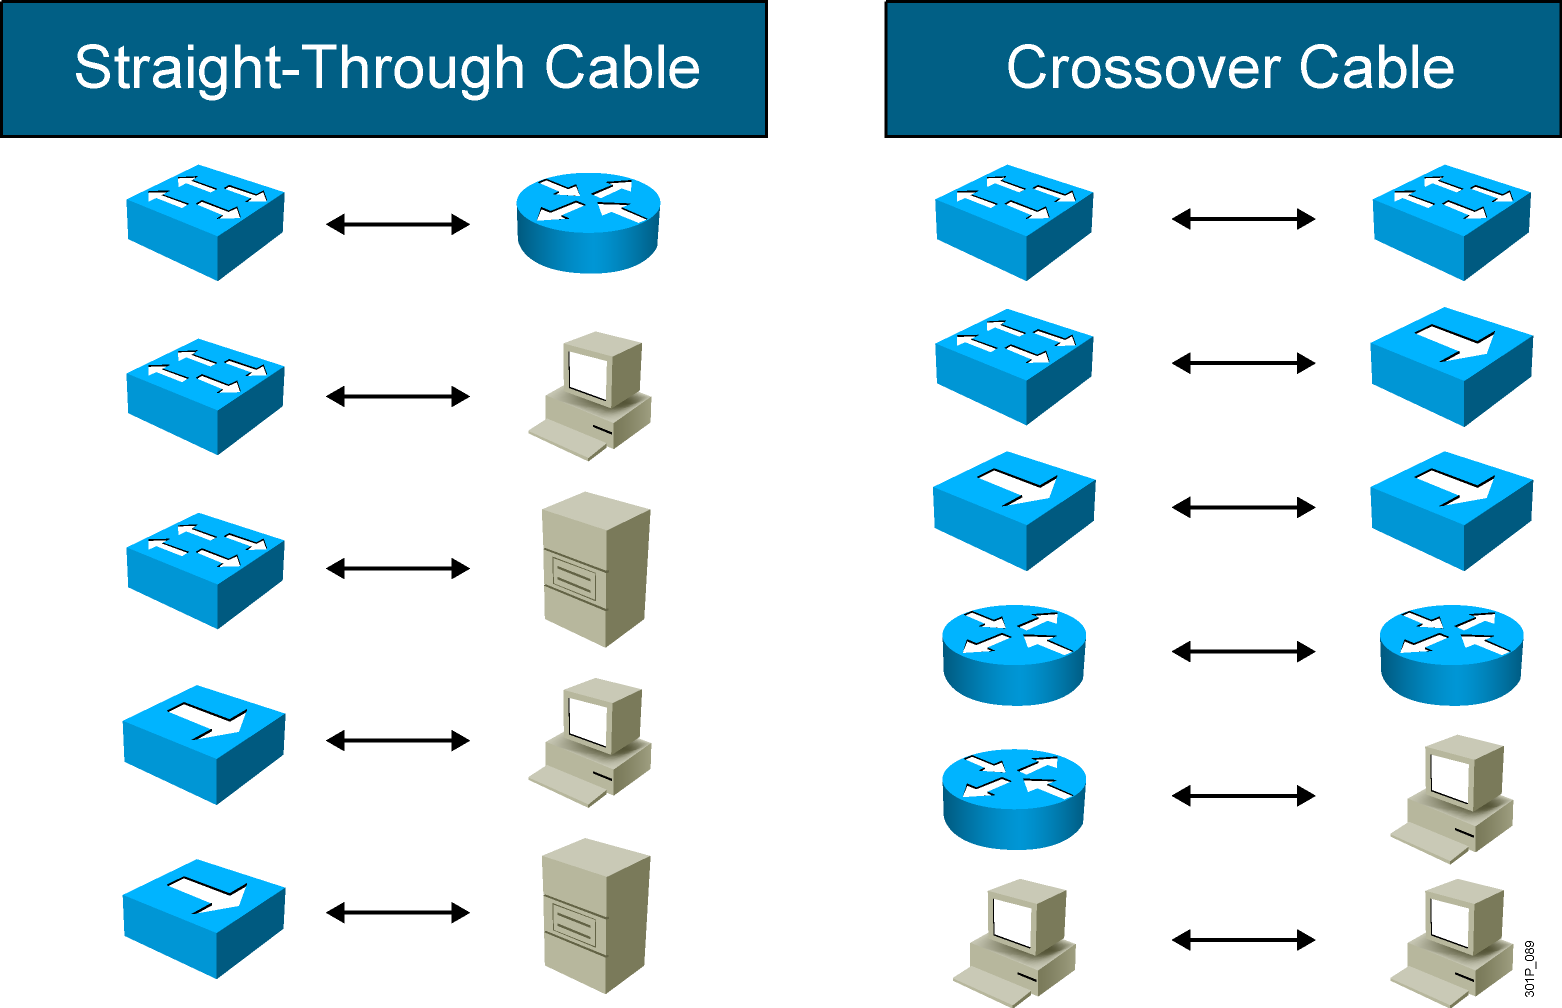 Straight-Through Cable
Crossover Cable
301P_089